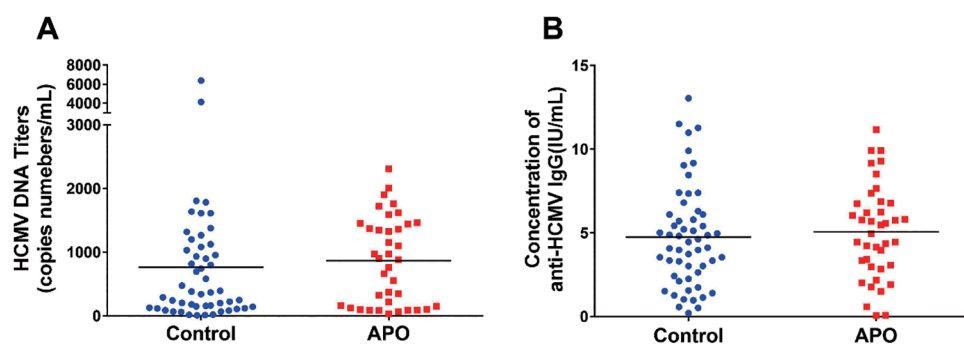 A
HCMV DNA Titers
(copies numebers/mL)
8000
6000
4000
3000
2000
1000
0
Control
APO
B
Concentration of
anti-HCMV IgG(IU/mL)
15
10
5
0
Control
APO